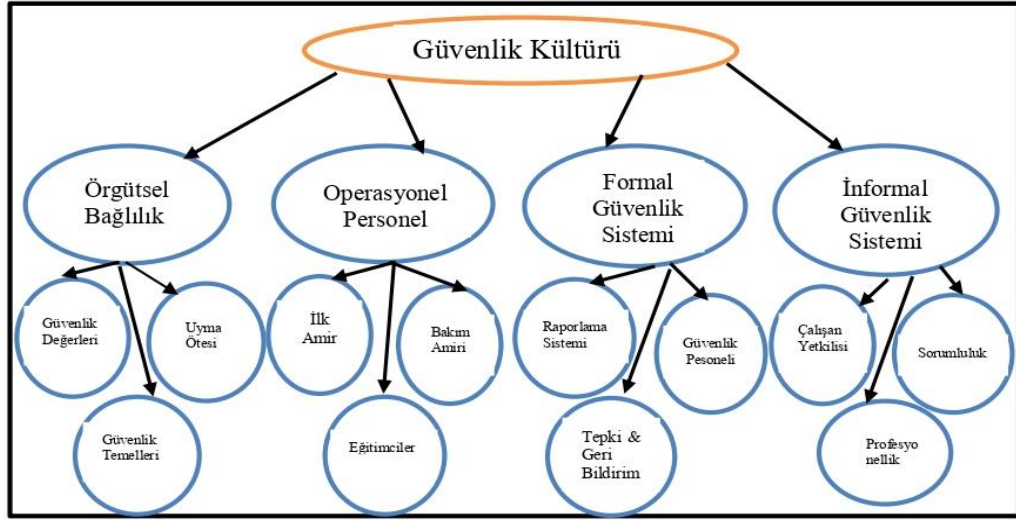 Güvenlik Kültürü
Örgütsel
Bağlılık
Operasyonel
Personel
Formal
Güvenlik
Sistemi
İnformal
Güvenlik
Sistemi
Güvenlik
Değerleri
Uyma
Ötesi
Güvenlik
Temelleri
İlk
Amir
Bakım
Amiri
Eğitimciler
Raporlama
Sistemi
Güvenlik
Pesoneli
Tepki &
Geri
Bildirim
Çalışan
Yetkilisi
Sorumluluk
Profesyo
nellik